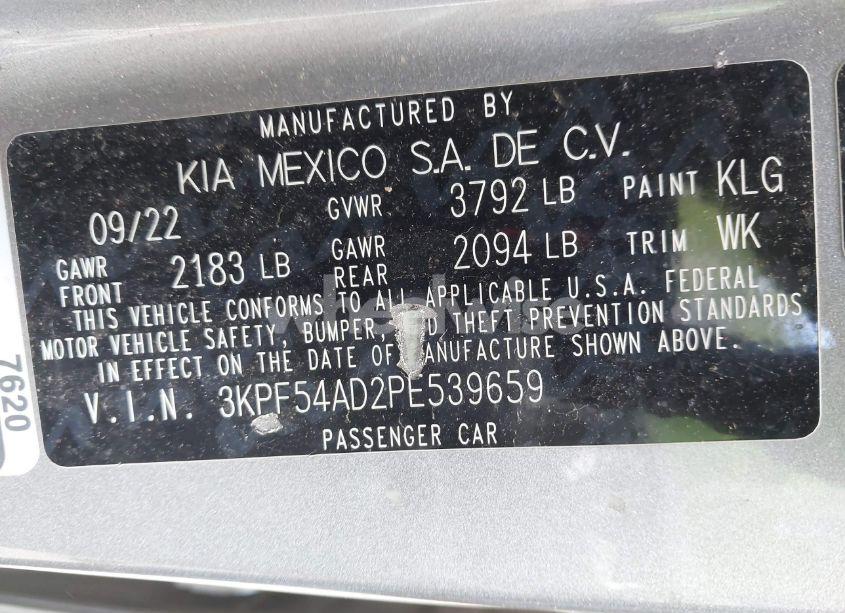 MANUFACTURED BY
KIA MEXICO S.A. DE C.V.
09/22 GVWR 3792 LB PAINT KLG
GAWR FRONT 2183 LB GAWR REAR 2094 LB TRIM WK
THIS VEHICLE CONFORMS TO ALL APPLICABLE U.S.A. FEDERAL
MOTOR VEHICLE SAFETY, BUMPER, THEFT PREVENTION STANDARDS
IN EFFECT ON THE DATE OF MANUFACTURE SHOWN ABOVE.
V.I.N. 3KPF54AD2PE539659
PASSENGER CAR
7620